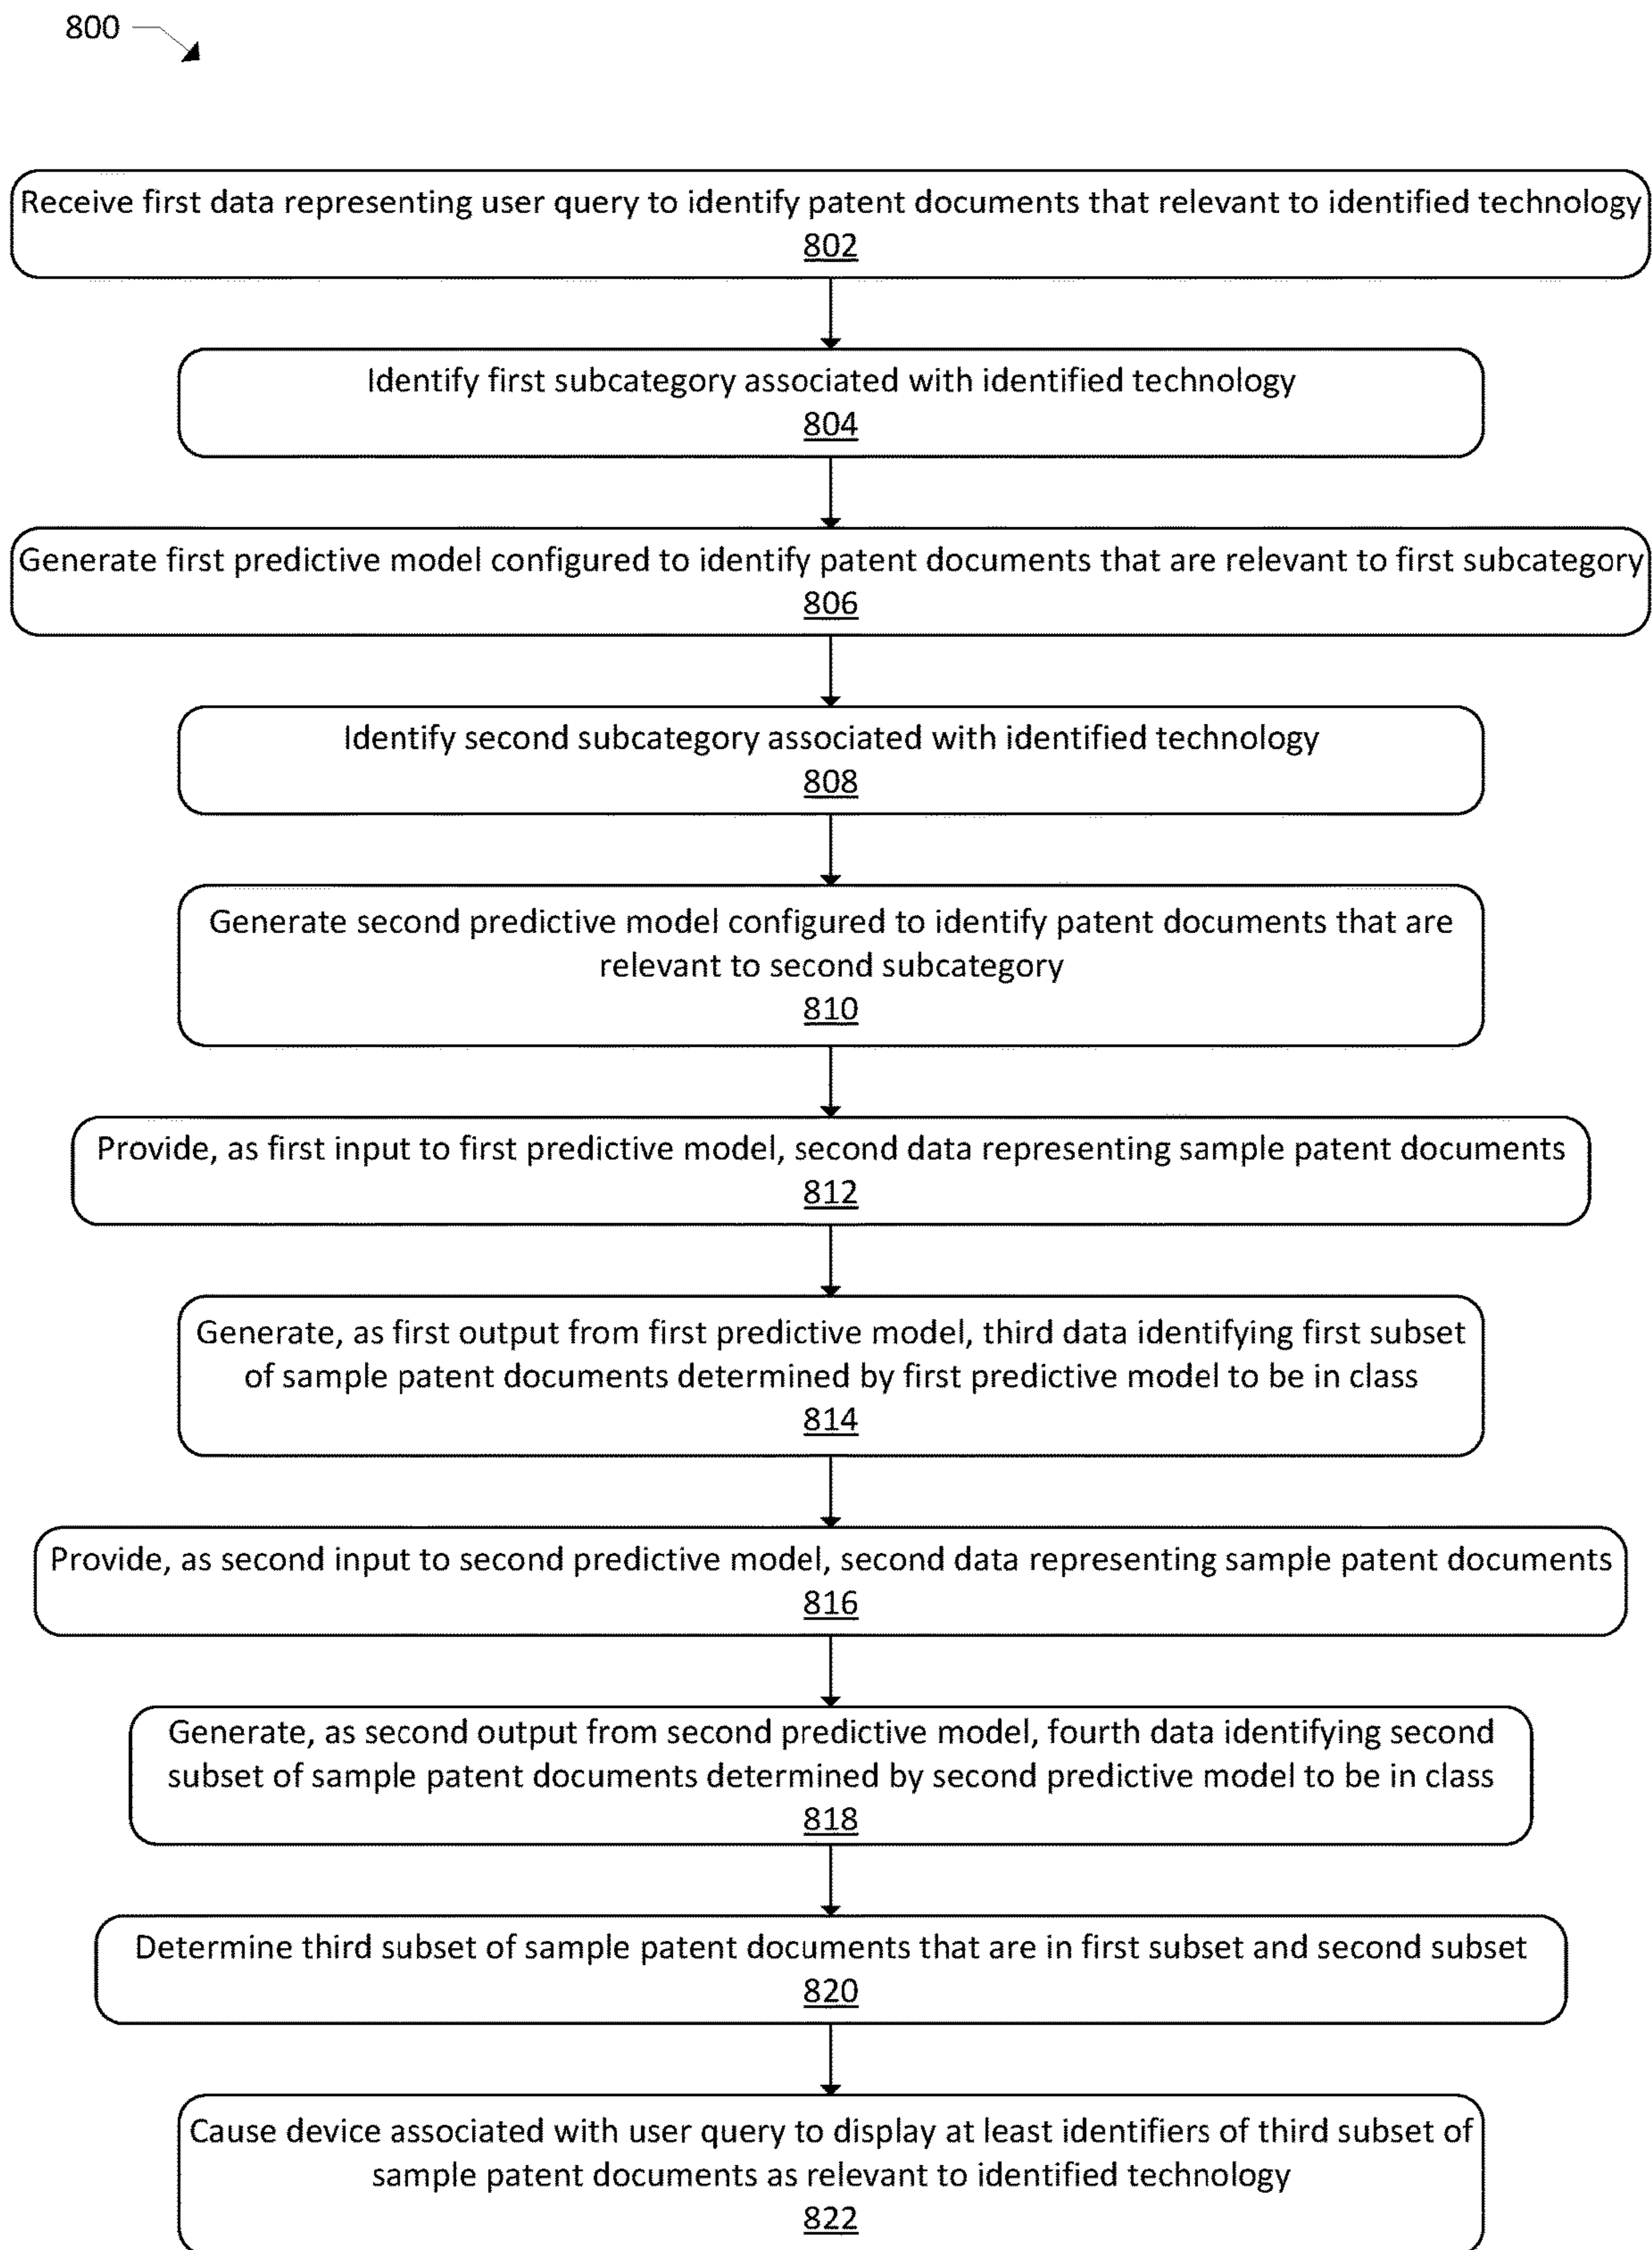 800
Receive first data representing user query to identify patent documents that relevant to identified technology
802
Identify first subcategory associated with identified technology
804
Generate first predictive model configured to identify patent documents that are relevant to first subcategory
806
Identify second subcategory associated with identified technology
808
Generate second predictive model configured to identify patent documents that are
relevant to second subcategory
810
Provide, as first input to first predictive model, second data representing sample patent documents
812
Generate, as first output from first predictive model, third data identifying first subset
of sample patent documents determined by first predictive model to be in class
814
Provide, as second input to second predictive model, second data representing sample patent documents
816
Generate, as second output from second predictive model, fourth data identifying second
subset of sample patent documents determined by second predictive model to be in class
818
Determine third subset of sample patent documents that are in first subset and second subset
820
Cause device associated with user query to display at least identifiers of third subset of
sample patent documents as relevant to identified technology
822